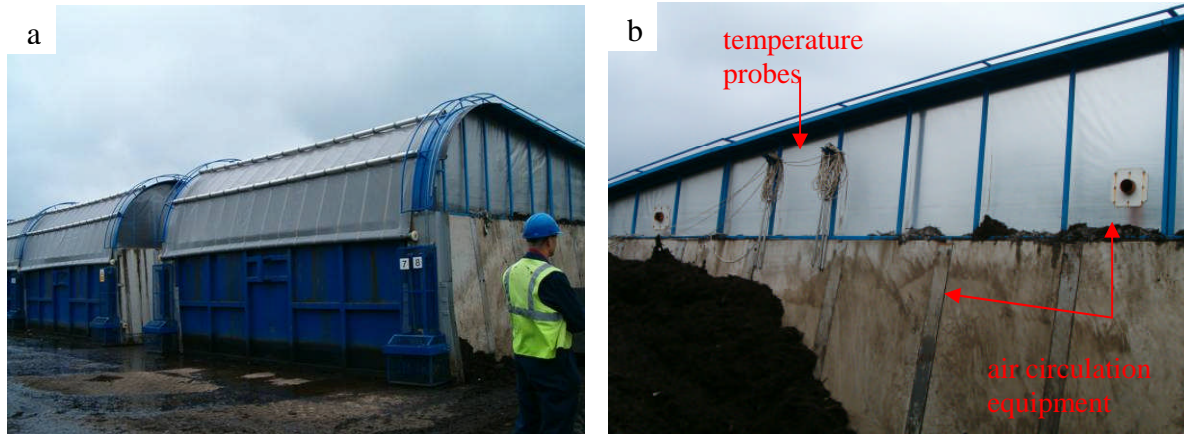 a
7 8
b
temperature
probes
air circulation
equipment